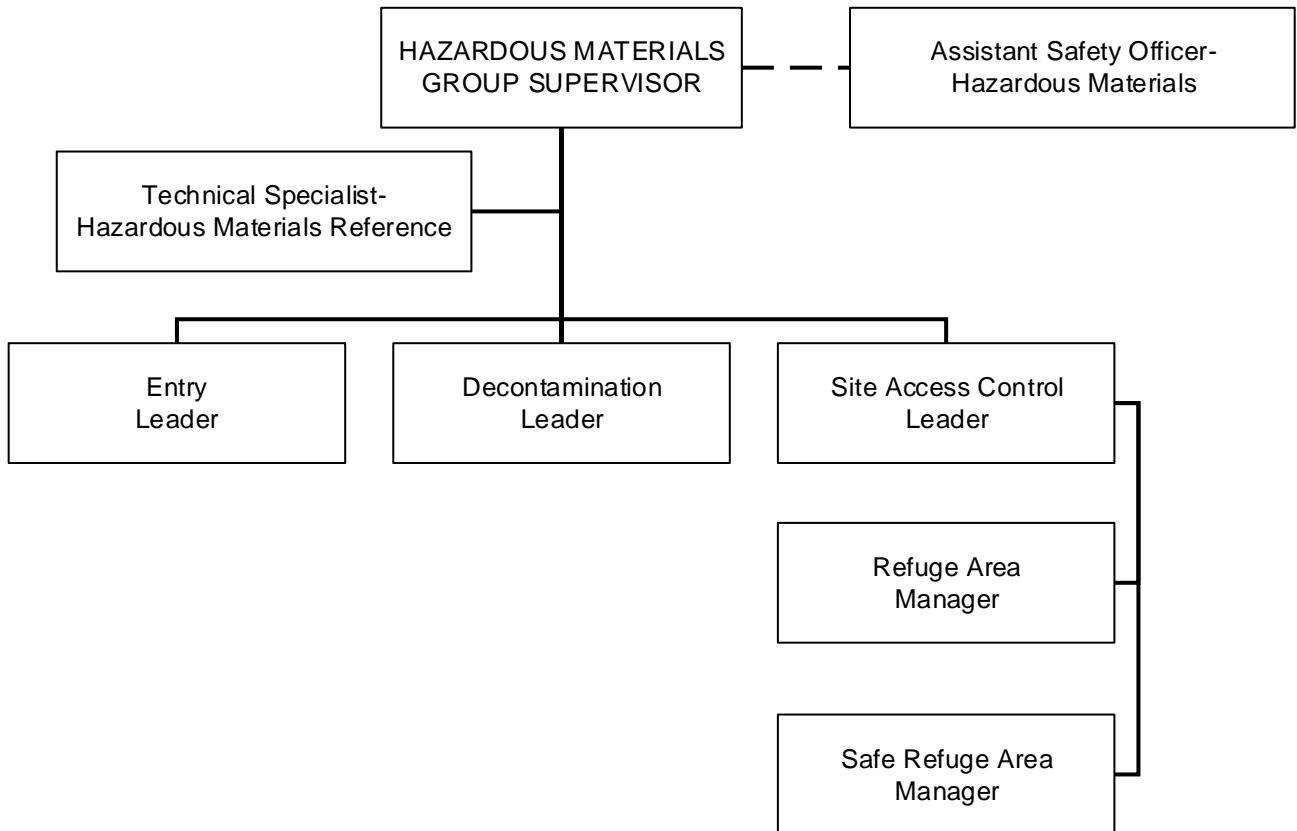 HAZARDOUS MATERIALS
GROUP SUPERVISOR
Assistant Safety Officer-
Hazardous Materials
Technical Specialist-
Hazardous Materials Reference
Entry
Leader
Decontamination
Leader
Site Access Control
Leader
Refuge Area
Manager
Safe Refuge Area
Manager